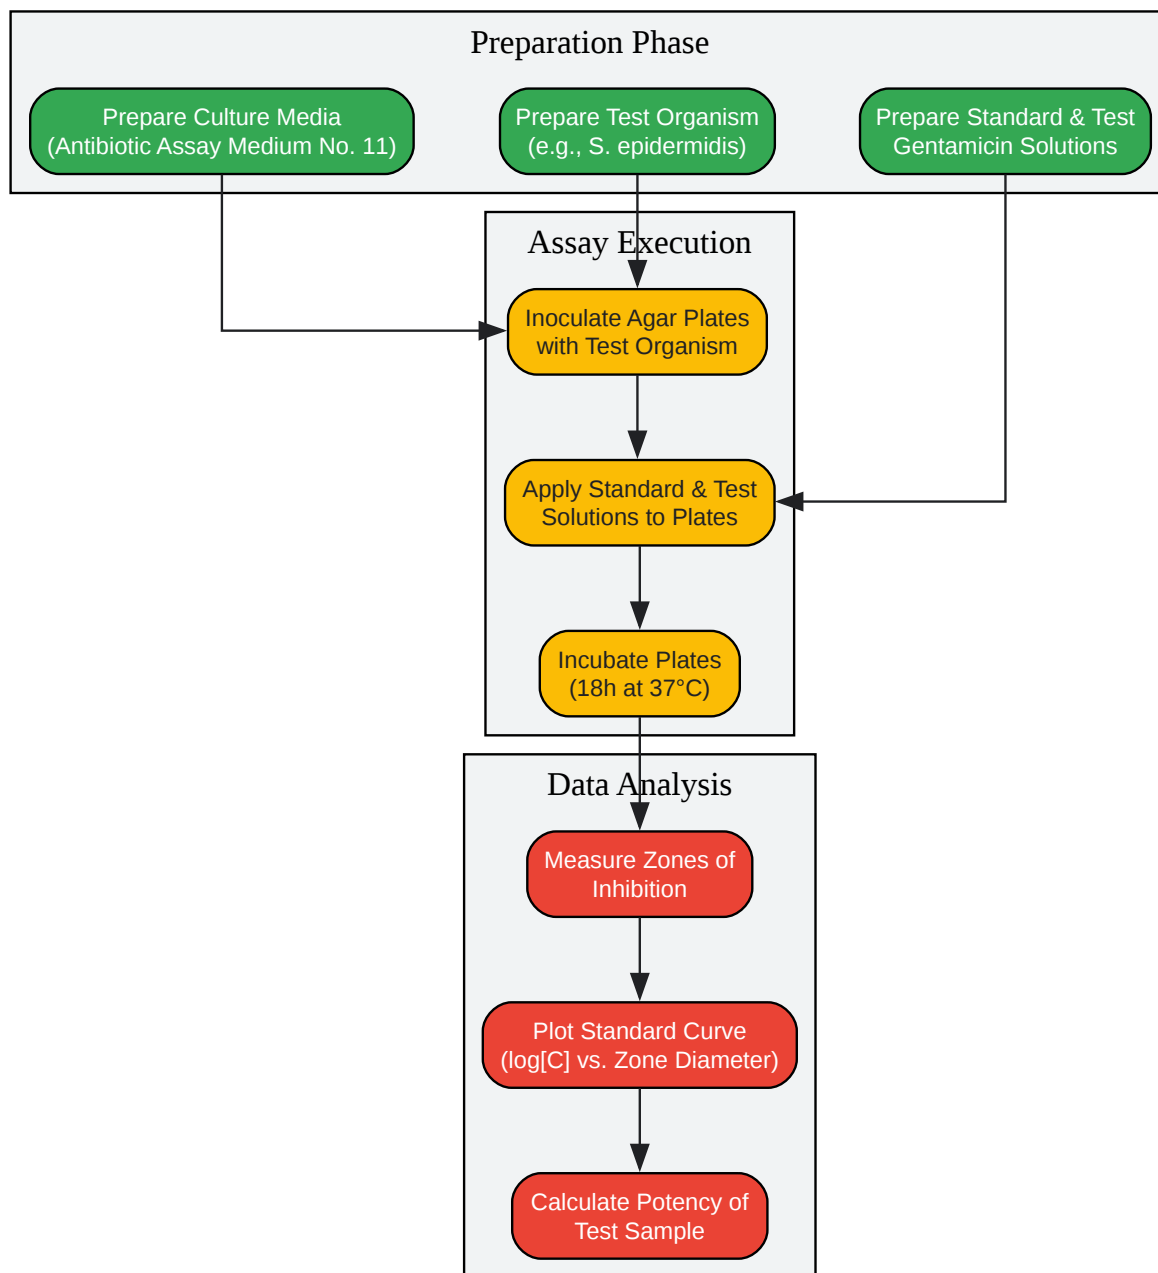 Preparation Phase
Prepare Culture Media
(Antibiotic Assay Medium No. 11)
Prepare Test Organism
(e.g., S. epidermidis)
Prepare Standard & Test
Gentamicin Solutions
Assay Execution
Inoculate Agar Plates
with Test Organism
Apply Standard & Test
Solutions to Plates
Incubate Plates
(18h at 37°C)
Data Analysis
Measure Zones of
Inhibition
Plot Standard Curve
(log[C] vs. Zone Diameter)
Calculate Potency of
Test Sample